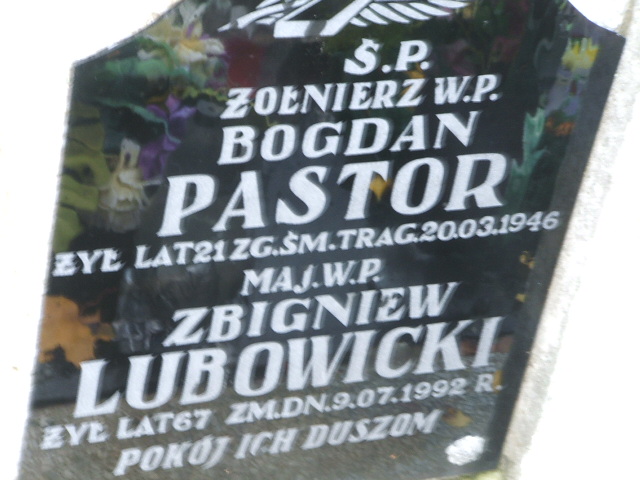 Ś.P.
ŻOŁNIERZ W.P.
BOGDAN
PASTOR
ŻYŁ LAT 21 ZG.ŚM.TRAG.20.03.1946
MAJ.W.P.
ZBIGNIEW
LUBOWICKI
ŻYŁ LAT 67 ZM.DN.9.07.1992 R.
POKÓJ ICH DUSZOM